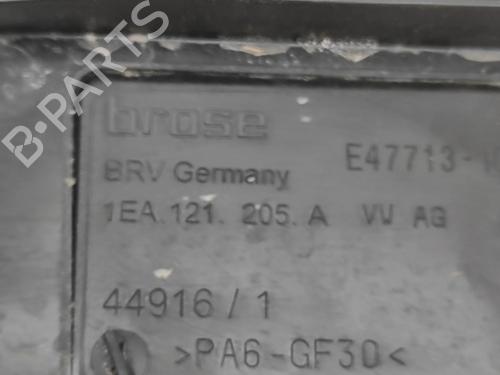 B-PARTS
brose
E47713-
BRV Germany
1EA.121. 205. A VW AG
44916/1
>PA6-GF30<